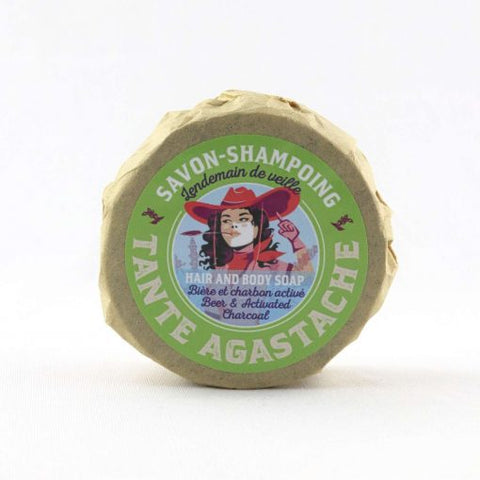 SAVON-SHAMPOING
Lendemain de veille
HAIR AND BODY SOAP
Bière et charbon activé
Beer & Activated
Charcoal
TANTE AGASTACHE